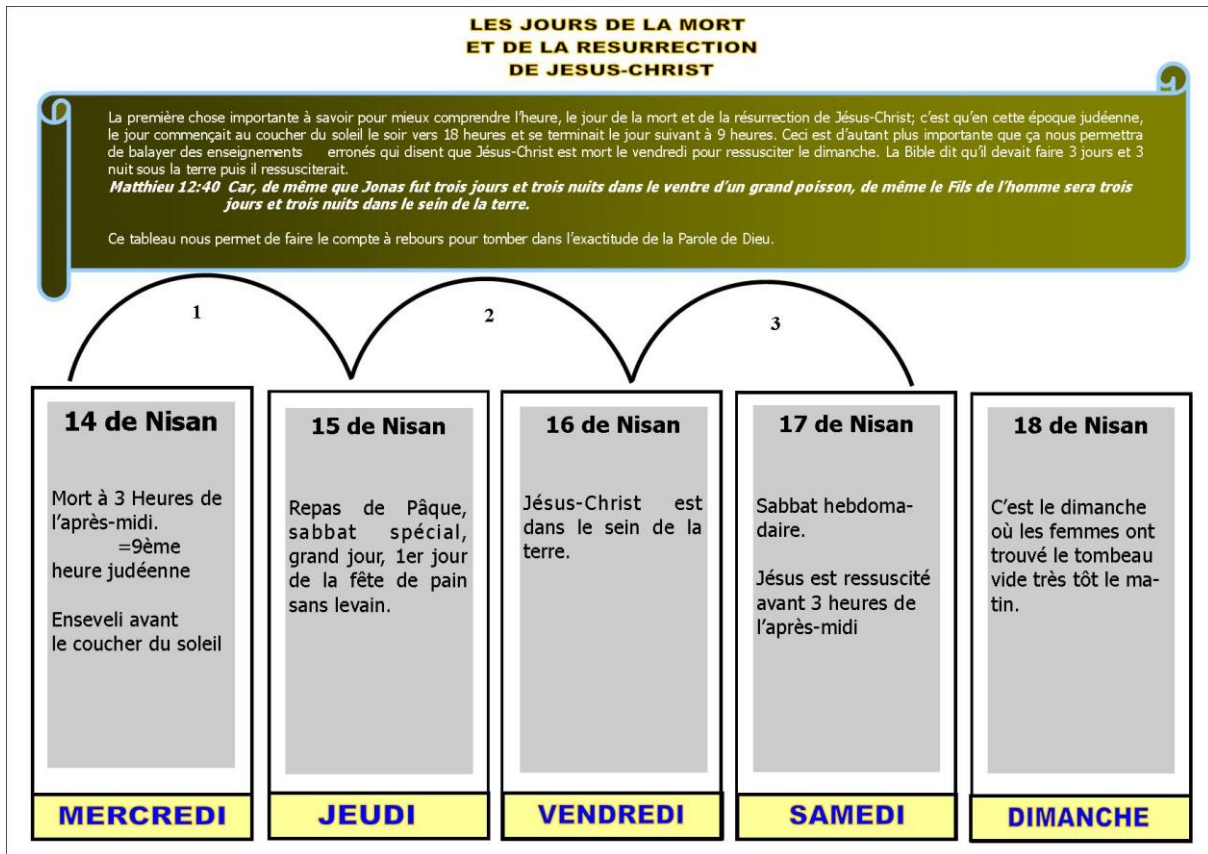 LES JOURS DE LA MORT
ET DE LA RESURRECTION
DE JESUS-CHRIST
La première chose importante à savoir pour mieux comprendre l'heure, le jour de la mort et de la résurrection de Jésus-Christ; c'est qu'en cette époque judéenne,
le jour commençait au coucher du soleil le soir vers 18 heures et se terminait le jour suivant à 9 heures. Ceci est d'autant plus importante que ça nous permettra
de balayer des enseignements erronés qui disent que Jésus-Christ est mort le vendredi pour ressusciter le dimanche. La Bible dit qu'il devait faire 3 jours et 3
nuit sous la terre puis il ressusciterait.
Matthieu 12:40 Car, de même que Jonas fut trois jours et trois nuits dans le ventre d'un grand poisson, de même le Fils de l'homme sera trois
jours et trois nuits dans le sein de la terre.
Ce tableau nous permet de faire le compte à rebours pour tomber dans l'exactitude de la Parole de Dieu.
1
2
3
14 de Nisan
Mort à 3 Heures de
l'après-midi.
=9ème
heure judéenne
Enseveli avant
le coucher du soleil
MERCREDI
15 de Nisan
Repas de Pâque,
sabbat spécial,
grand jour, 1er jour
de la fête de pain
sans levain.
JEUDI
16 de Nisan
Jésus-Christ est
dans le sein de la
terre.
VENDREDI
17 de Nisan
Sabbat hebdoma-
daire.
Jésus est ressuscité
avant 3 heures de
l'après-midi
SAMEDI
18 de Nisan
C'est le dimanche
où les femmes ont
trouvé le tombeau
vide très tôt le ma-
tin.
DIMANCHE